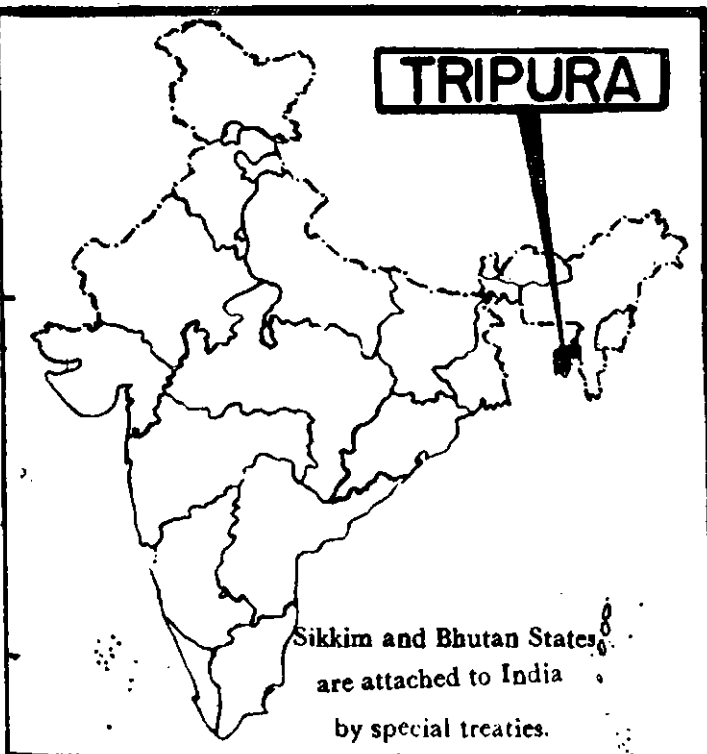 TRIPURA
Sikkim and Bhutan States
are attached to India
by special treaties.